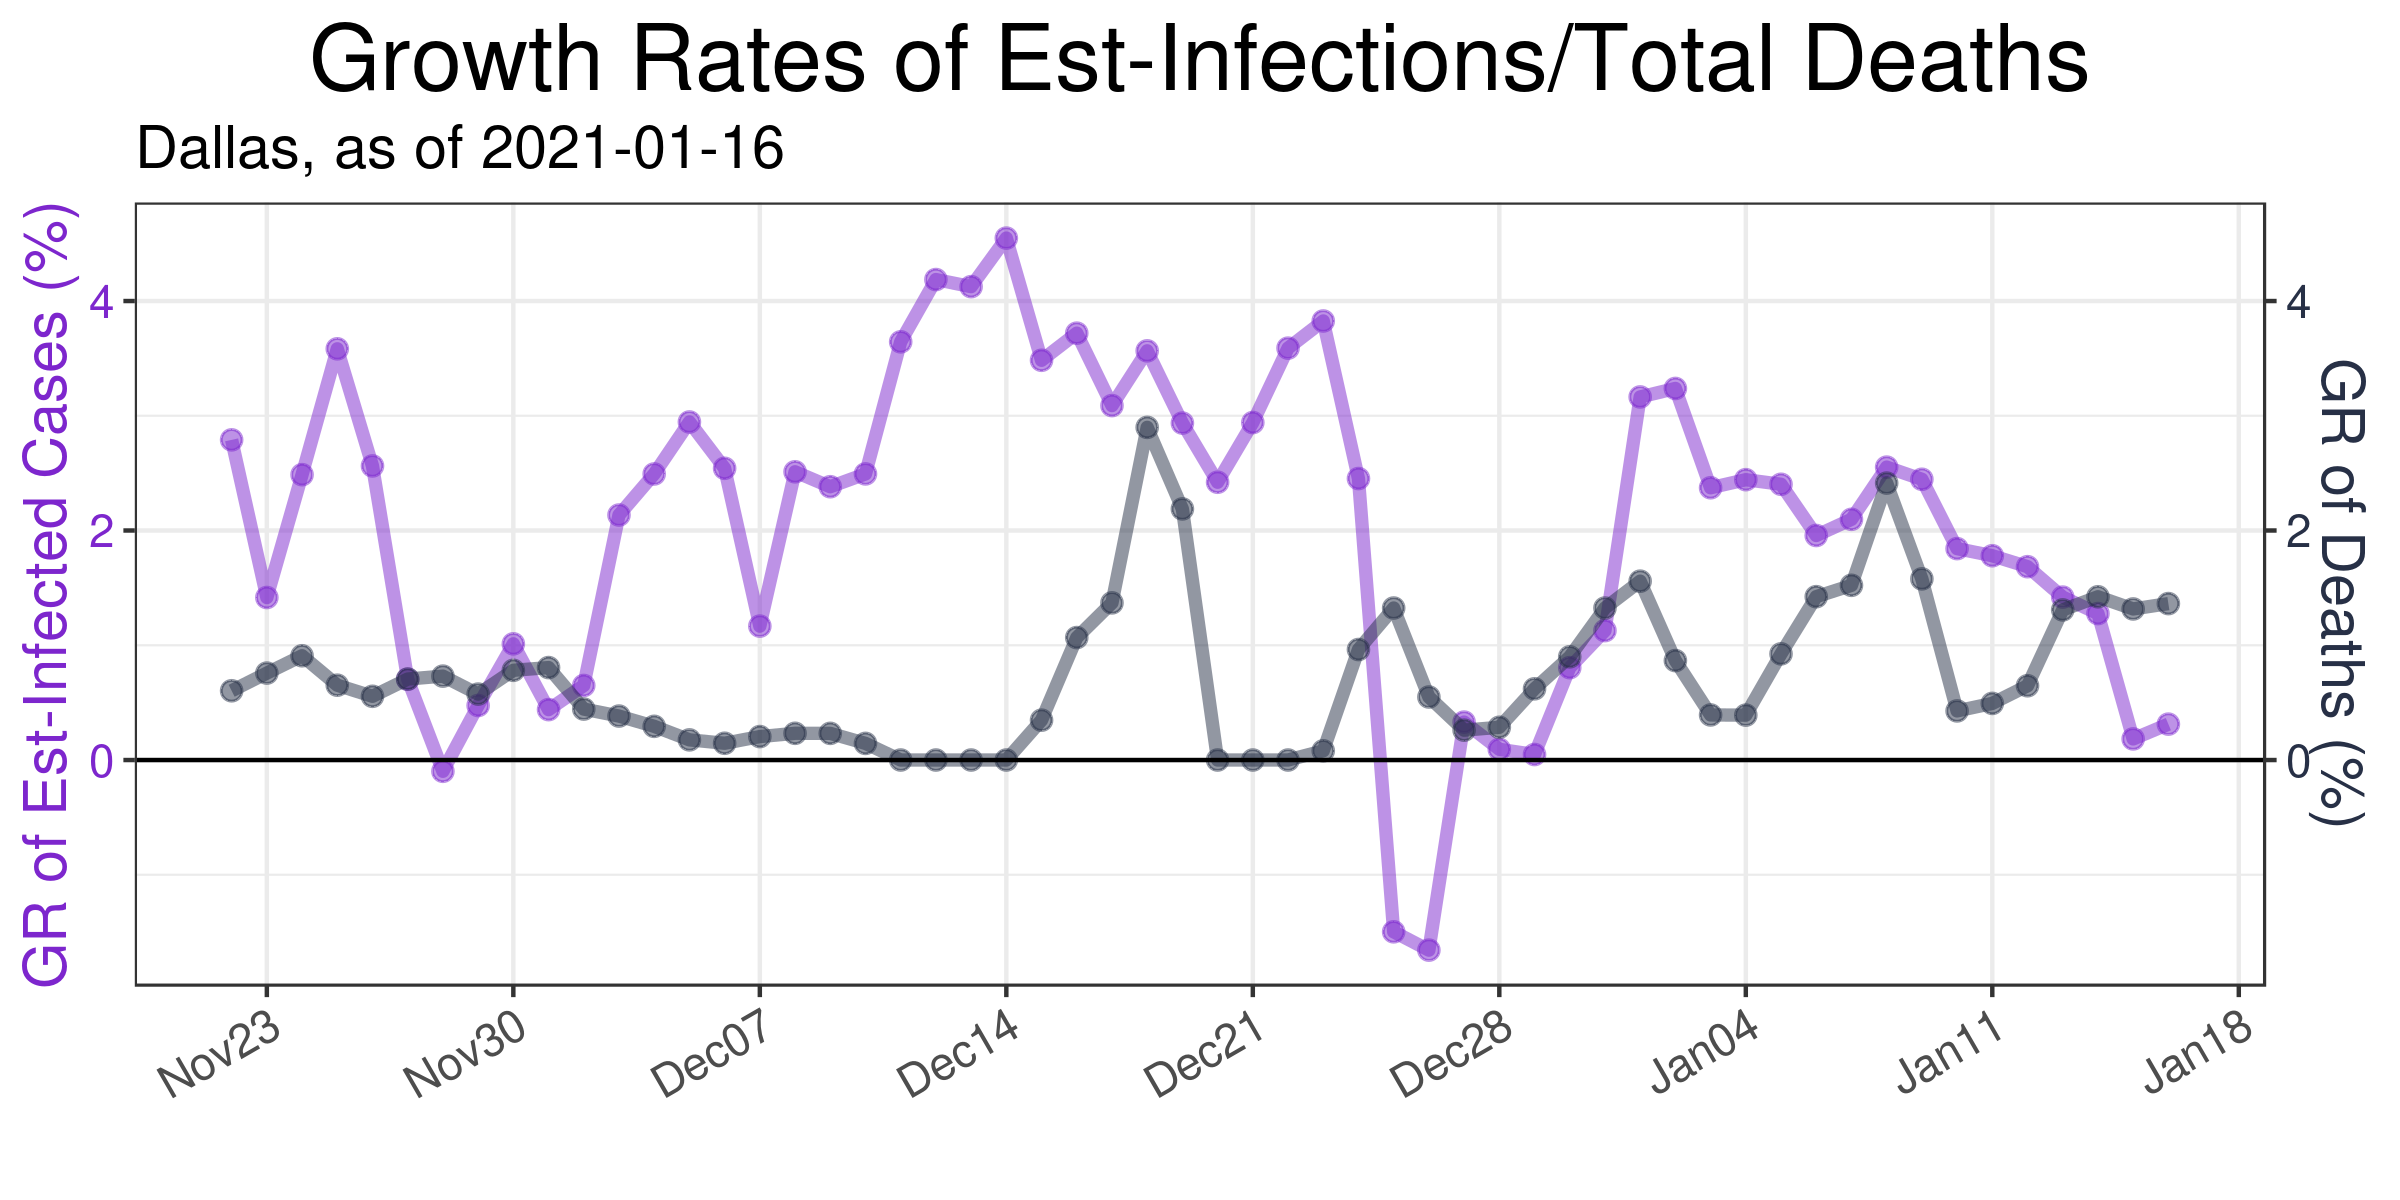 Growth Rates of Est-Infections/Total Deaths
Dallas, as of 2021-01-16
GR of Est-Infected Cases (%)
4
2
0
4
2
0
GR of Deaths (%)
Nov23
Nov30
Dec07
Dec14
Dec21
Dec28
Jan04
Jan11
Jan18